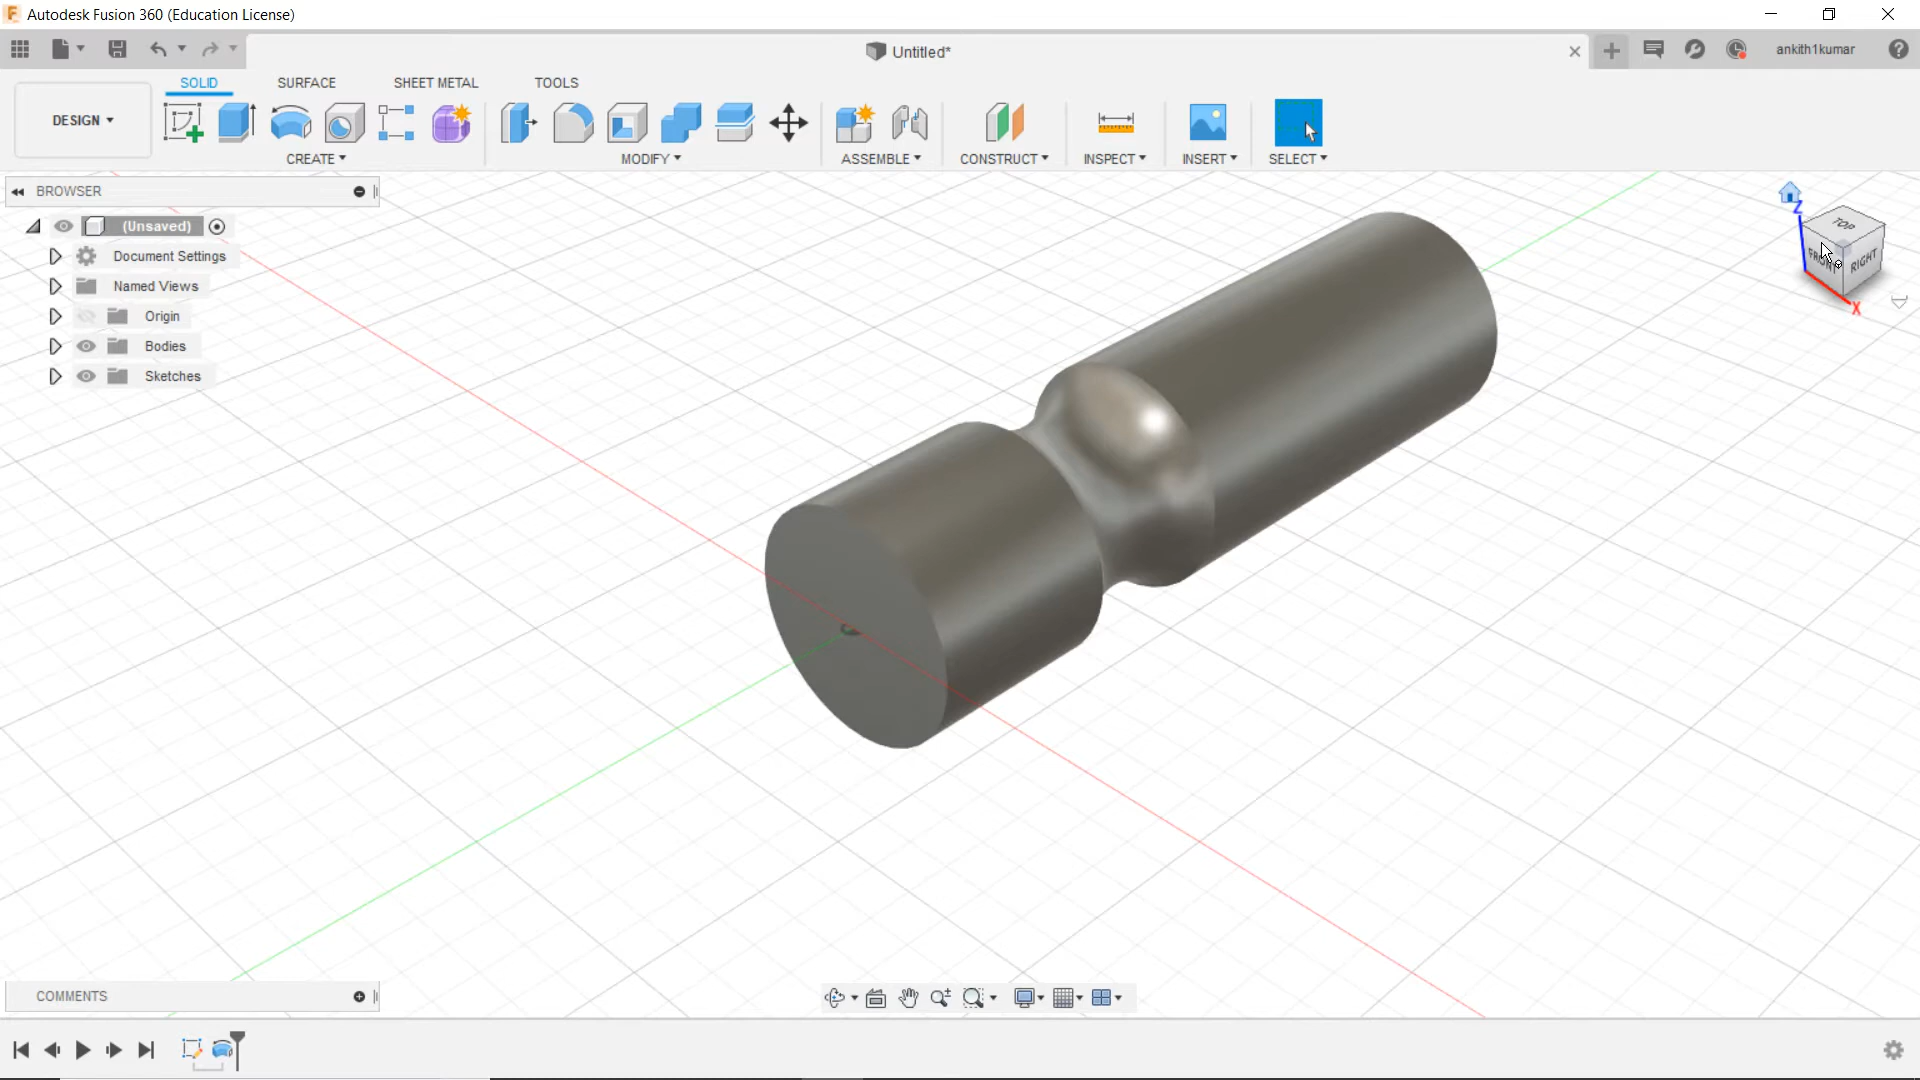 Autodesk Fusion 360 (Education License)
Untitled*
ankith1kumar
DESIGN
SOLID
SURFACE
SHEET METAL
TOOLS
CREATE
MODIFY
ASSEMBLE
CONSTRUCT
INSPECT
INSERT
SELECT
BROWSER
(Unsaved)
Document Settings
Named Views
Origin
Bodies
Sketches
Z
TOP
FRONT
RIGHT
X
COMMENTS